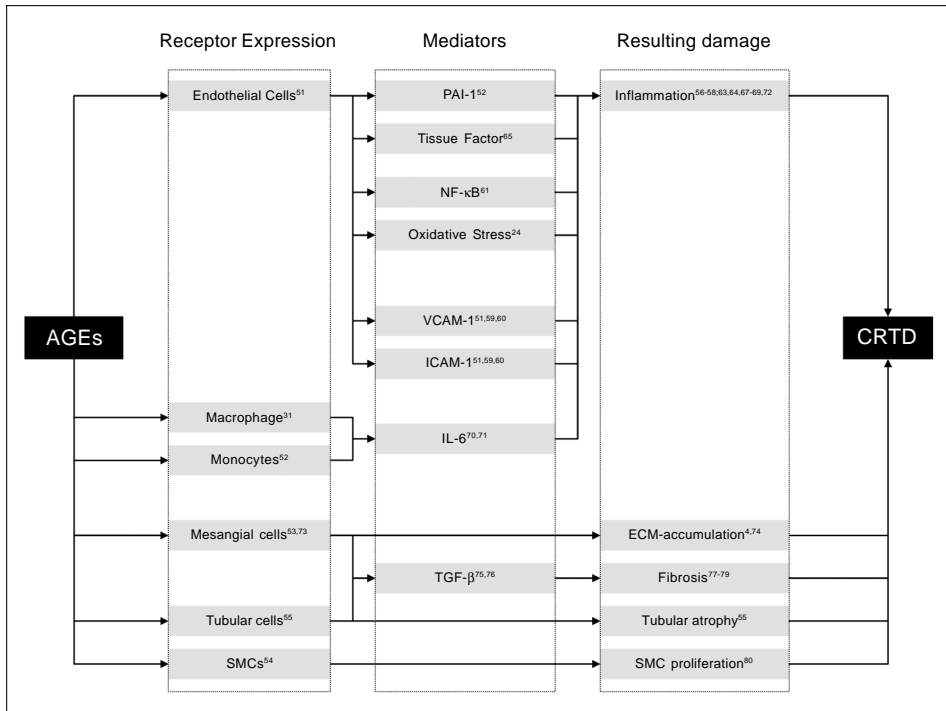 Receptor Expression Mediators Resulting damage
Endothelial Cells51 PAI-152 Inflammation56-58;63,64,67-69,72
Tissue Factor65
NF-κB61
Oxidative Stress24
VCAM-151,59,60
AGEs CRTD
ICAM-151,59,60
Macrophage31
IL-670,71
Monocytes52
Mesangial cells53,73 ECM-accumulation4,74
TGF-β75,76 Fibrosis77-79
Tubular cells55 Tubular atrophy55
SMCs54 SMC proliferation80